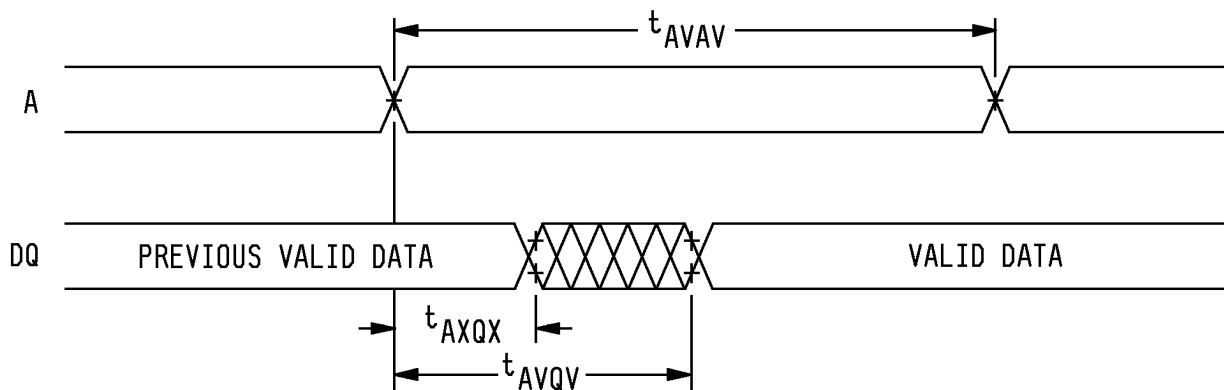 tAVAV
A
DQ
PREVIOUS VALID DATA
VALID DATA
tAXQX
tAVQV